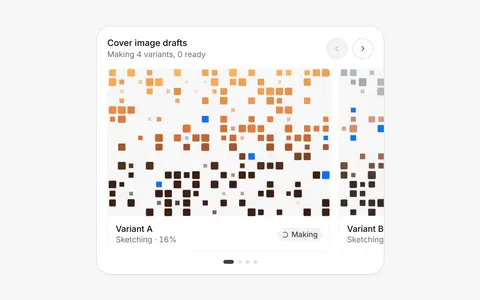 Cover image drafts
Making 4 variants, 0 ready
Variant A
Sketching · 16%
Making
Variant B
Sketching